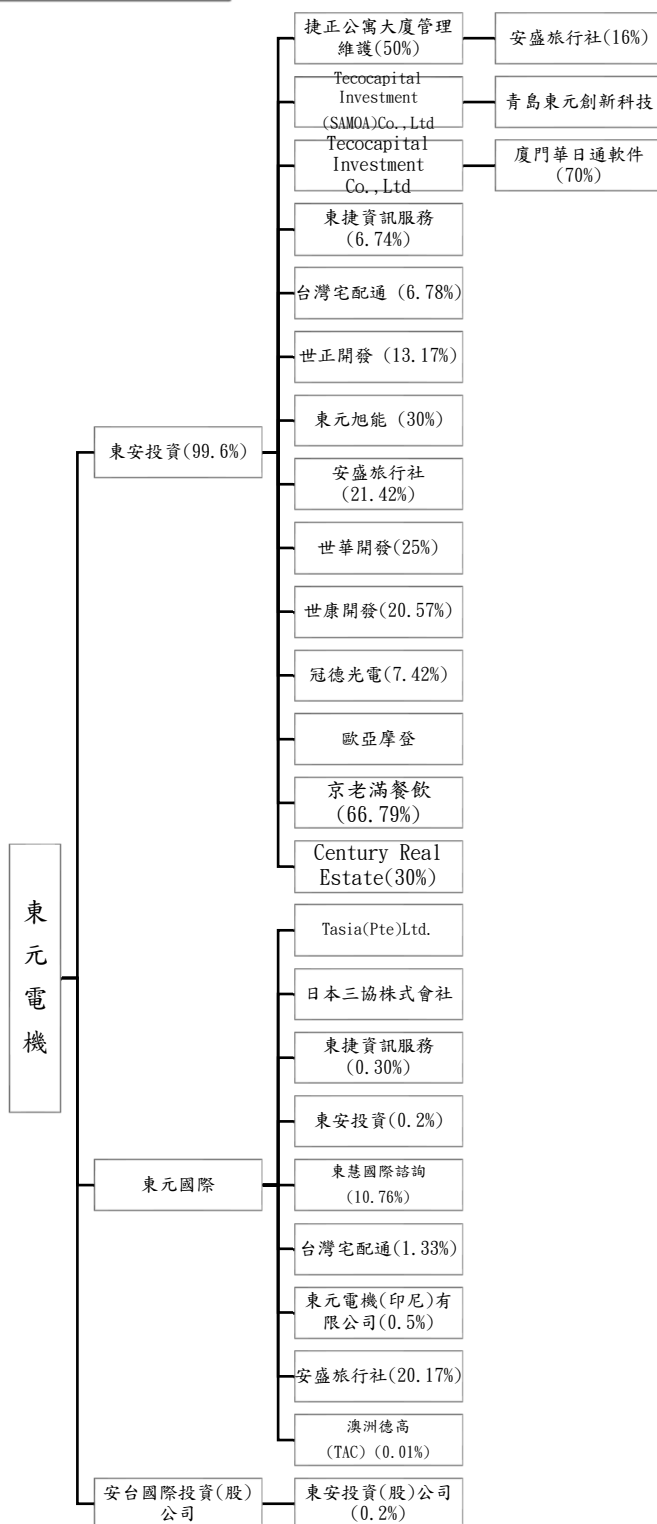 捷正公寓大廈管理
維護(50%)
安盛旅行社(16%)
Tecocapital
Investment
(SAMOA)Co.,Ltd
青島東元創新科技
Tecocapital
Investment
Co.,Ltd
廈門華日通軟件
(70%)
東捷資訊服務
(6.74%)
台灣宅配通 (6.78%)
世正開發 (13.17%)
東元旭能 (30%)
東安投資(99.6%)
安盛旅行社
(21.42%)
世華開發(25%)
世康開發(20.57%)
冠德光電(7.42%)
歐亞摩登
京老滿餐飲
(66.79%)
Century Real
Estate(30%)
東
元
電
機
Tasia(Pte)Ltd.
日本三協株式會社
東捷資訊服務
(0.30%)
東安投資(0.2%)
東元國際
東慧國際諮詢
(10.76%)
台灣宅配通(1.33%)
東元電機(印尼)有
限公司(0.5%)
安盛旅行社(20.17%)
澳洲德高
(TAC) (0.01%)
安台國際投資(股)
公司
東安投資(股)公司
(0.2%)